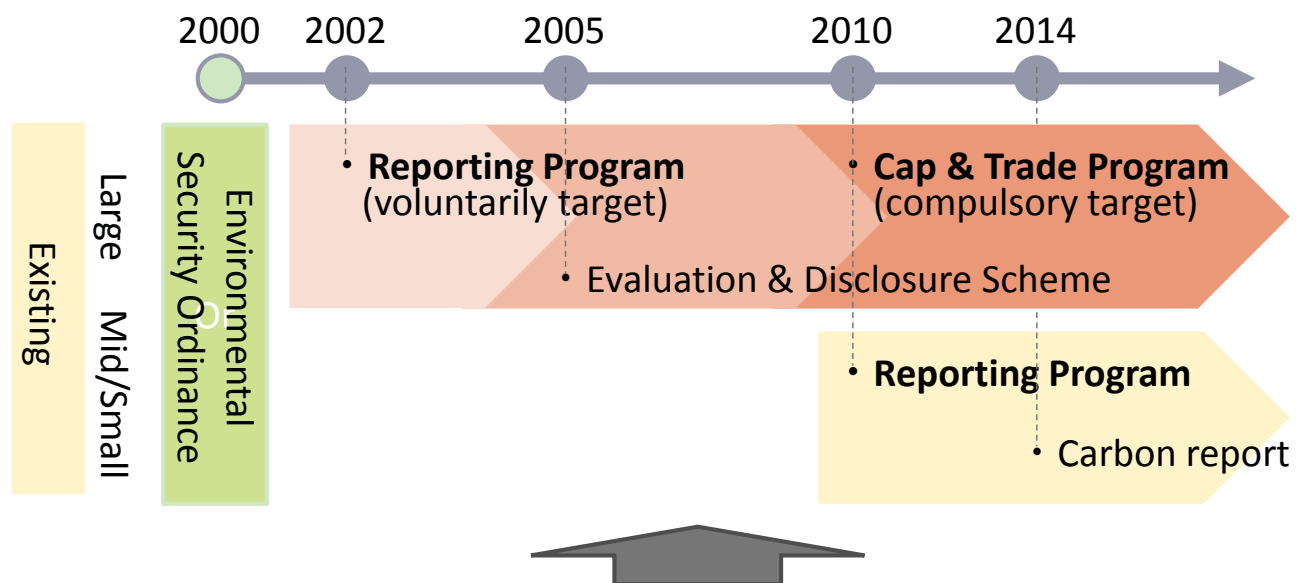 2000 2002 2005 2010 2014
Existing
Large Mid/Small
Environmental
Security Ordinance
• Reporting Program
(voluntarily target)
• Cap & Trade Program
(compulsory target)
• Evaluation & Disclosure Scheme
• Reporting Program
• Carbon report